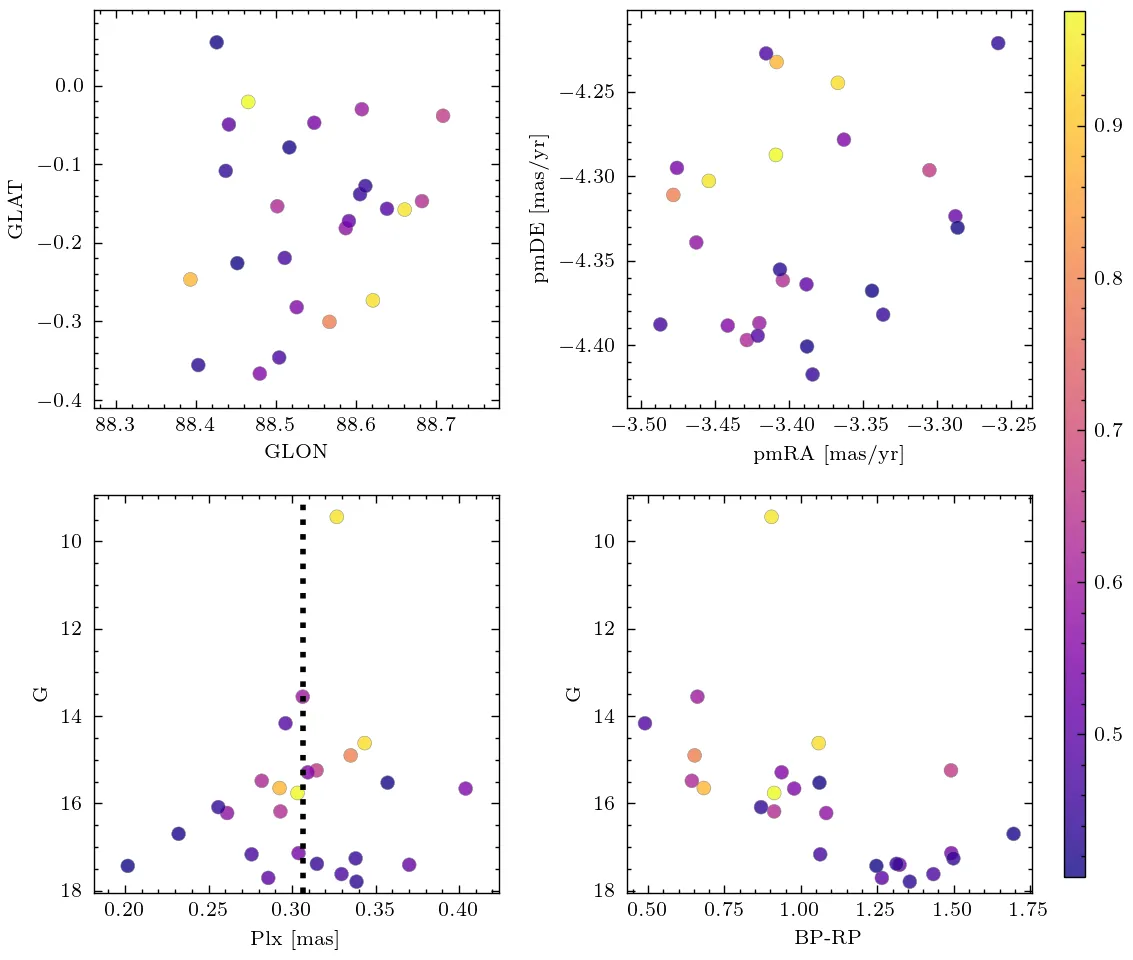 0.0
−0.1
−0.2
−0.3
−0.4
GLAT
88.3 88.4 88.5 88.6 88.7
GLON
−4.25
−4.30
−4.35
−4.40
pmDE [mas/yr]
−3.50 −3.45 −3.40 −3.35 −3.30 −3.25
pmRA [mas/yr]
0.9
0.8
0.7
0.6
0.5
10
12
14
16
18
G
0.20 0.25 0.30 0.35 0.40
Plx [mas]
10
12
14
16
18
G
0.50 0.75 1.00 1.25 1.50 1.75
BP-RP